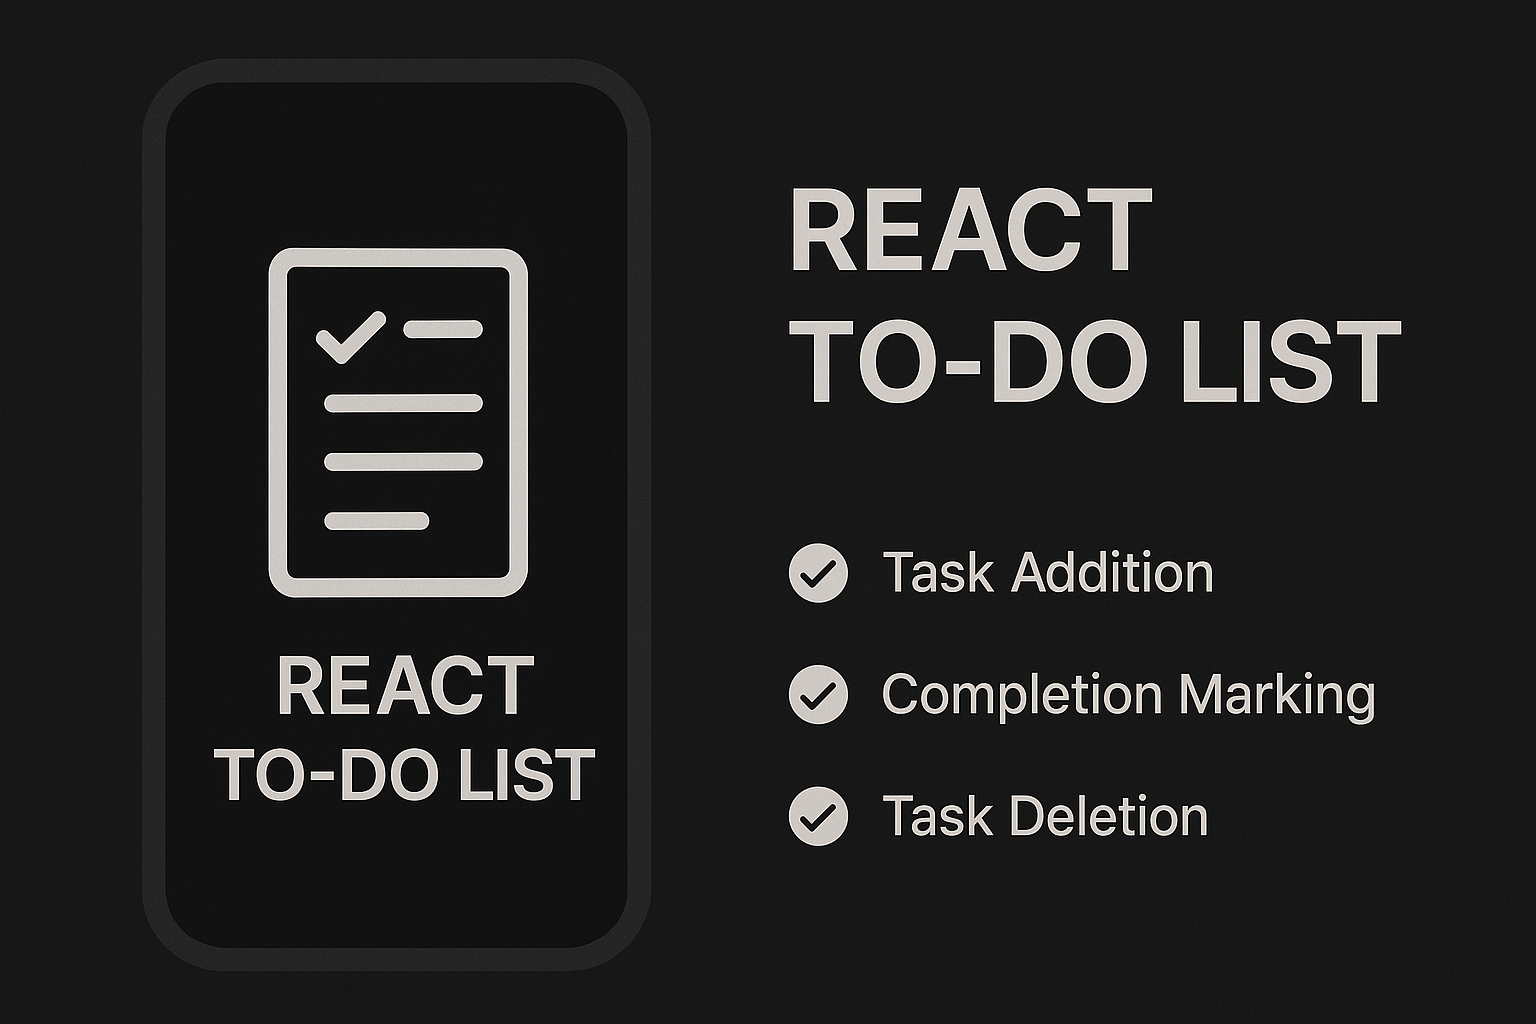 REACT
TO-DO LIST
REACT
TO-DO LIST
Task Addition
Completion Marking
Task Deletion